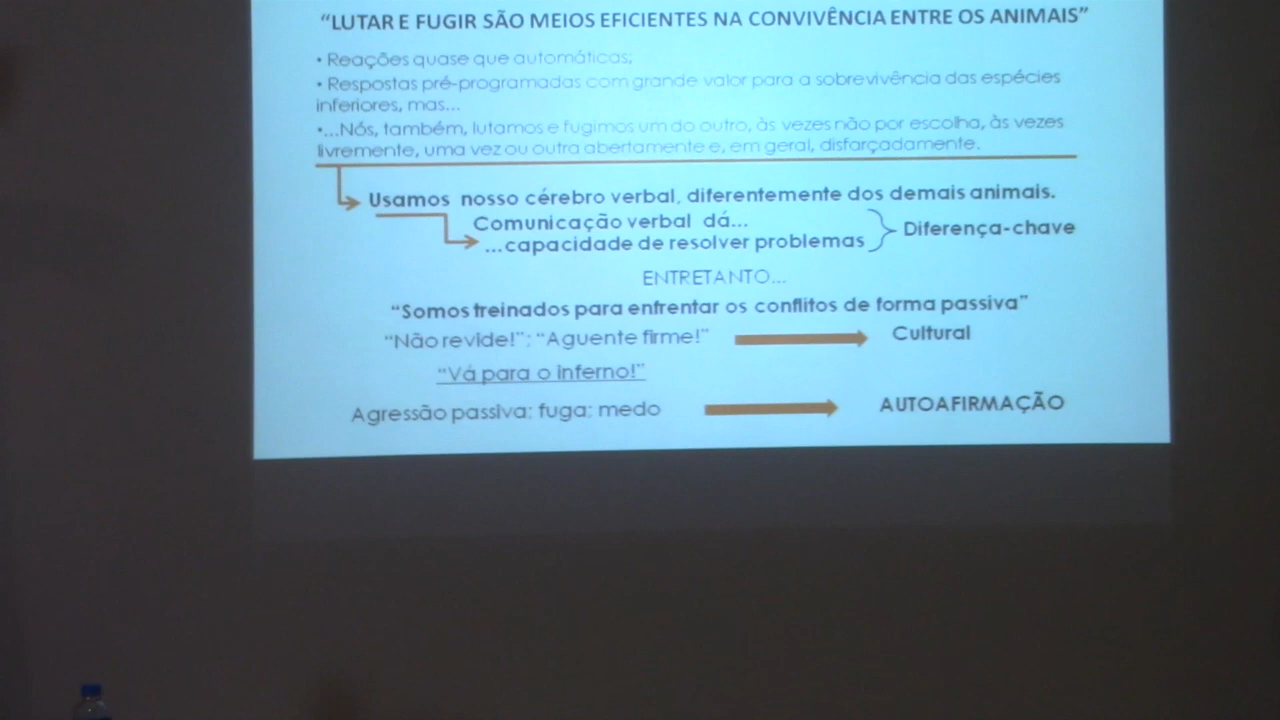 “LUTAR E FUGIR SÃO MEIOS EFICIENTES NA CONVIVÊNCIA ENTRE OS ANIMAIS”
• Reações quase que automáticas;
• Respostas pré-programadas com grande valor para a sobrevivência das espécies
inferiores, mas...
•...Nós, também, lutamos e fugimos um do outro, às vezes não por escolha, às vezes
livremente, uma vez ou outra abertamente e, em geral, disfarçadamente.
Usamos nosso cérebro verbal, diferentemente dos demais animais.
Comunicação verbal dá...
...capacidade de resolver problemas
Diferença-chave
ENTRETANTO...
“Somos treinados para enfrentar os conflitos de forma passiva”
“Não revide!”; “Aguente firme!”
Cultural
“Vá para o inferno!”
Agressão passiva; fuga; medo
AUTOAFIRMAÇÃO